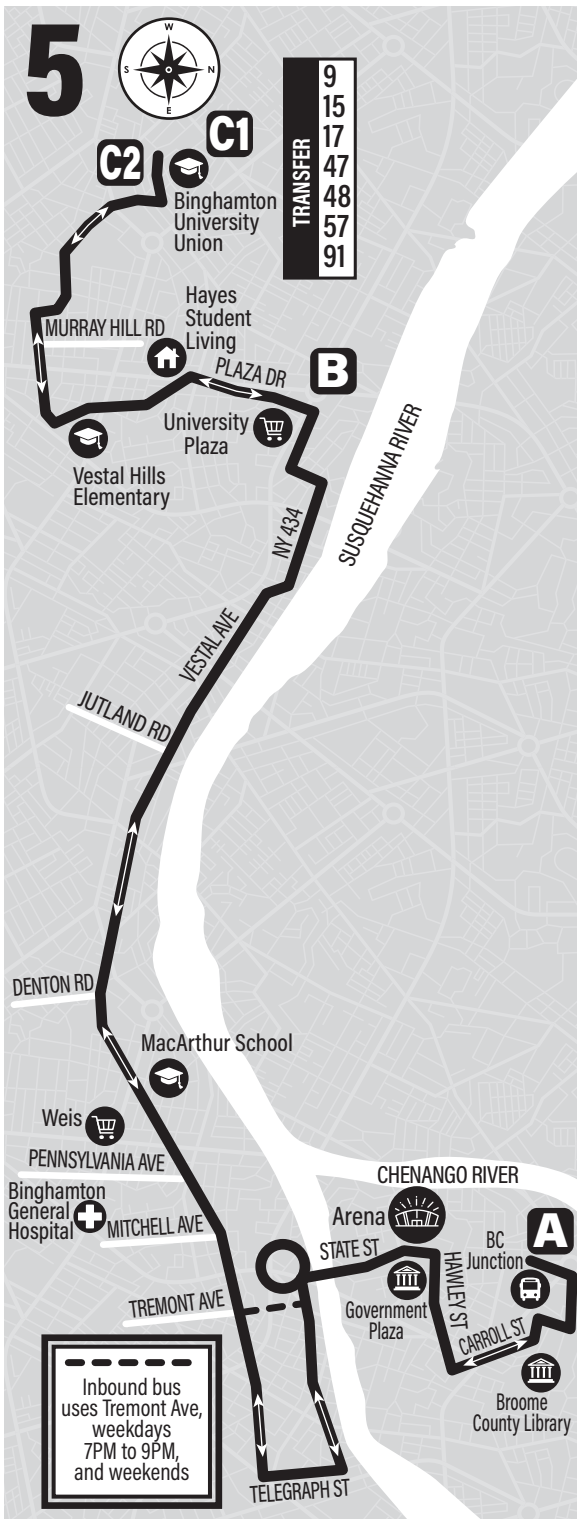 5
W
S
N
E
TRANSFER
9
15
17
47
48
57
91
C1
C2
Binghamton
University
Union
MURRAY HILL RD
Hayes
Student
Living
PLAZA DR
B
University
Plaza
Vestal Hills
Elementary
NY 434
SUSQUEHANNA RIVER
VESTAL AVE
JUTLAND RD
DENTON RD
MacArthur School
Weis
PENNSYLVANIA AVE
Binghamton
General
Hospital
MITCHELL AVE
CHENANGO RIVER
Arena
STATE ST
A
BC
Junction
HAWLEY ST
Government
Plaza
CARROLL ST
TREMONT AVE
Broome
County Library
Inbound bus
uses Tremont Ave,
weekdays
7PM to 9PM,
and weekends
TELEGRAPH ST